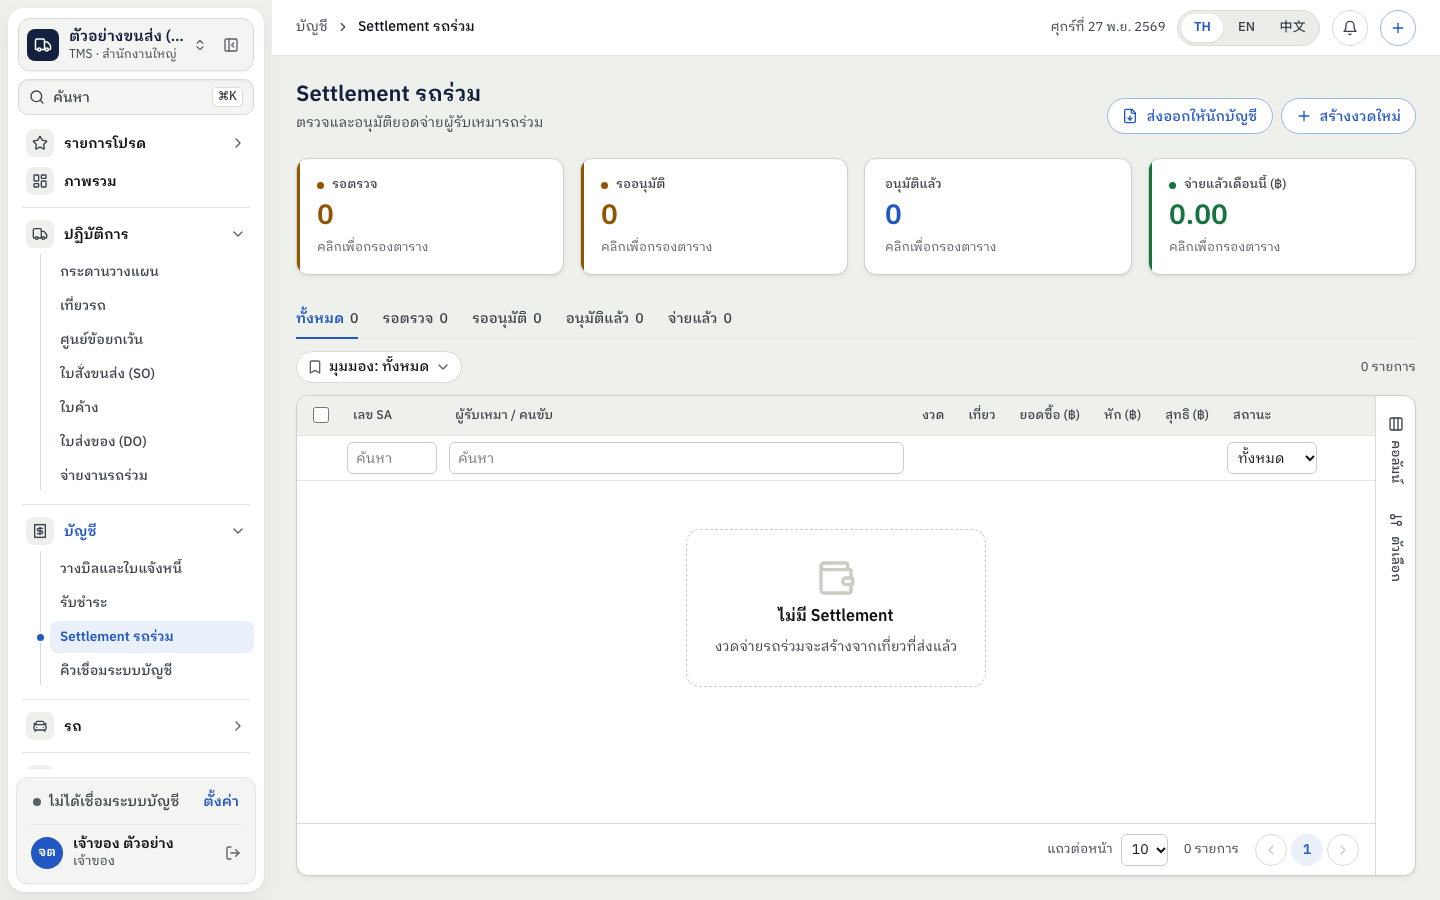 ตัวอย่างขนส่ง (...
TMS · สำนักงานใหญ่
ค้นหา
⌘K
รายการโปรด
ภาพรวม
ปฏิบัติการ
กระดานวางแผน
เที่ยวรถ
ศูนย์ข้อยกเว้น
ใบสั่งขนส่ง (SO)
ใบค้าง
ใบส่งของ (DO)
จ่ายงานรถร่วม
บัญชี
วางบิลและใบแจ้งหนี้
รับชำระ
Settlement รถร่วม
คิวเชื่อมระบบบัญชี
รถ
ไม่ได้เชื่อมระบบบัญชี
ตั้งค่า
จต
เจ้าของ ตัวอย่าง
เจ้าของ
บัญชี
Settlement รถร่วม
ศุกร์ที่ 27 พ.ย. 2569
TH
EN
中文
Settlement รถร่วม
ตรวจและอนุมัติยอดจ่ายผู้รับเหมารถร่วม
ส่งออกให้นักบัญชี
สร้างงวดใหม่
รอตรวจ
0
คลิกเพื่อกรองตาราง
รออนุมัติ
0
คลิกเพื่อกรองตาราง
อนุมัติแล้ว
0
คลิกเพื่อกรองตาราง
จ่ายแล้วเดือนนี้ (฿)
0.00
คลิกเพื่อกรองตาราง
ทั้งหมด 0
รอตรวจ 0
รออนุมัติ 0
อนุมัติแล้ว 0
จ่ายแล้ว 0
มุมมอง: ทั้งหมด
0 รายการ
เลข SA
ผู้รับเหมา / คนขับ
งวด
เที่ยว
ยอดซื้อ (฿)
หัก (฿)
สุทธิ (฿)
สถานะ
ค้นหา
ค้นหา
ทั้งหมด
คอลัมน์
ตัวเลือก
ไม่มี Settlement
งวดจ่ายรถร่วมจะสร้างจากเที่ยวที่ส่งแล้ว
แถวต่อหน้า
10
0 รายการ
1